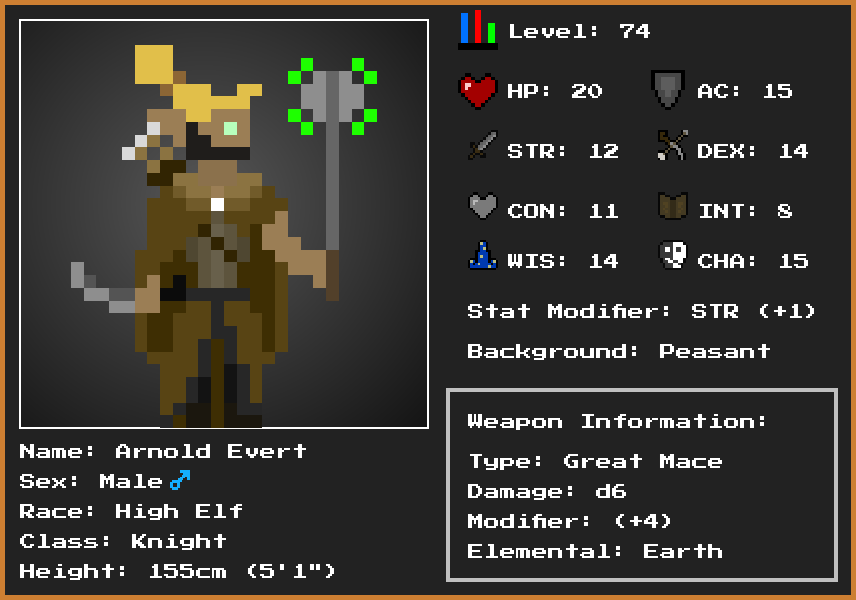 Level: 74
HP: 20
AC: 15
STR: 12
DEX: 14
CON: 11
INT: 8
WIS: 14
CHA: 15
Stat Modifier: STR (+1)
Background: Peasant
Weapon Information:
Type: Great Mace
Damage: d6
Modifier: (+4)
Elemental: Earth
Name: Arnold Evert
Sex: Male♂
Race: High Elf
Class: Knight
Height: 155cm (5'1")